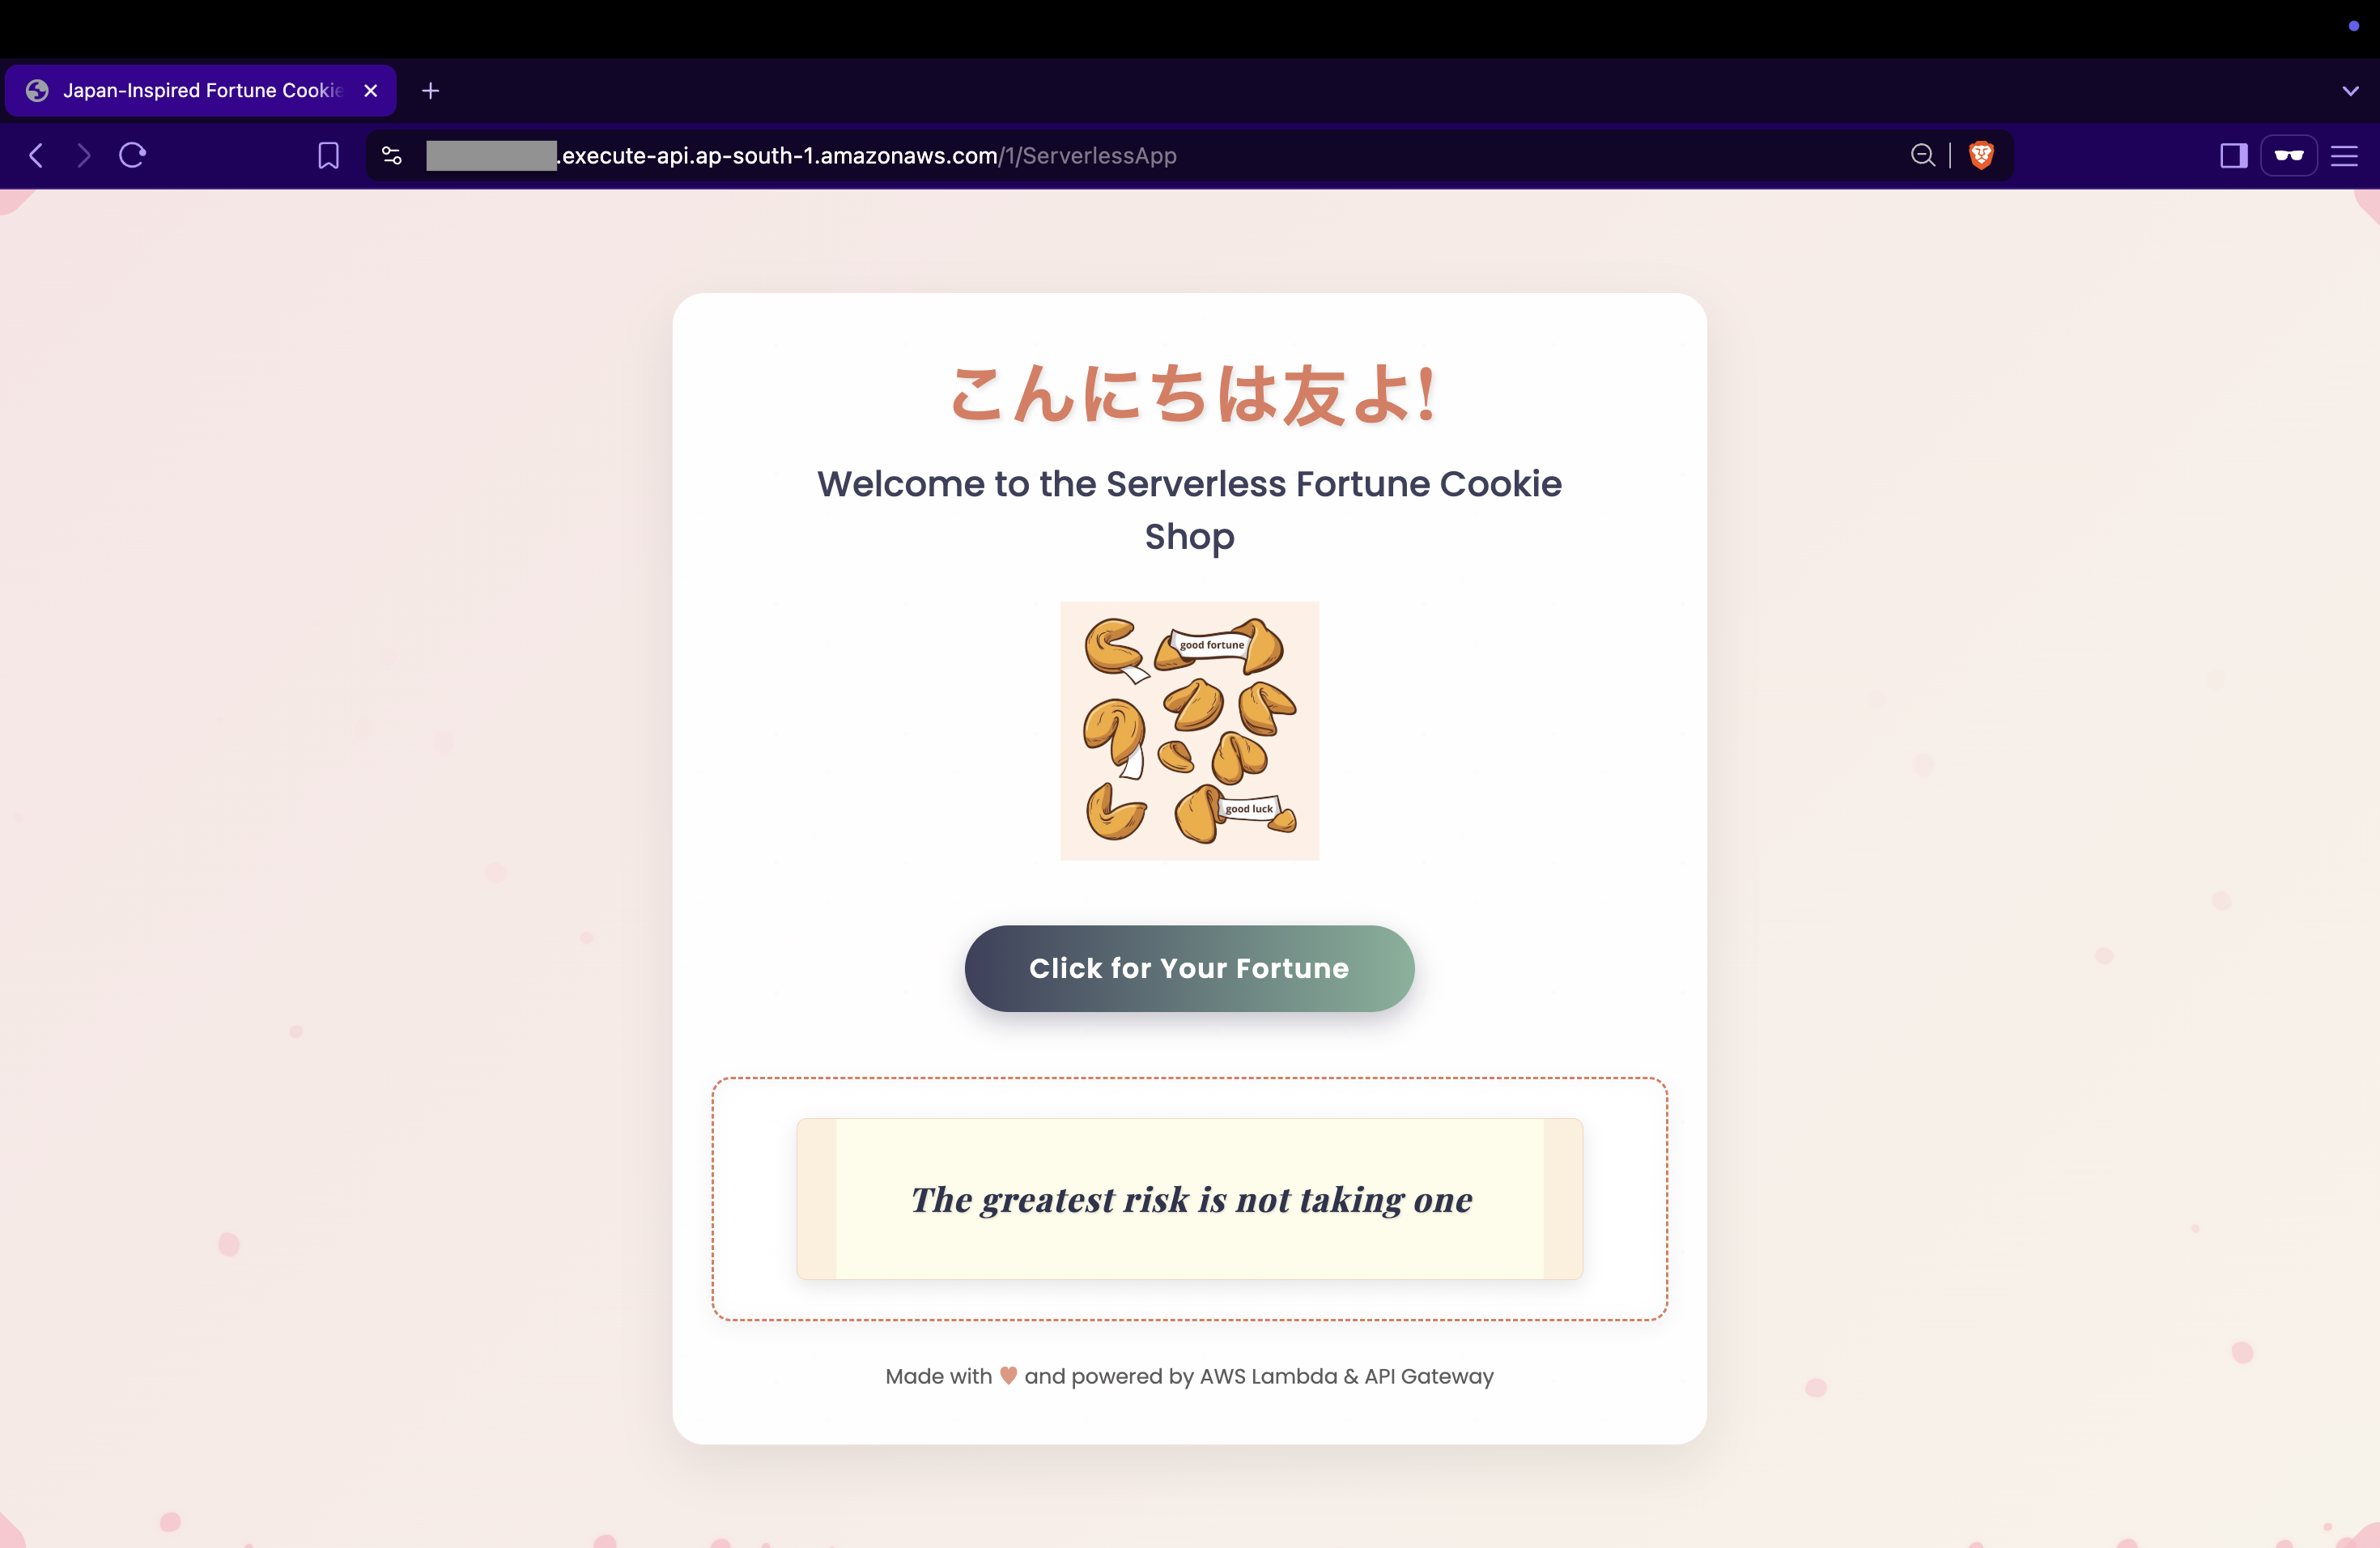 Japan-Inspired Fortune Cookie
.execute-api.ap-south-1.amazonaws.com/1/ServerlessApp
こんにちは友よ!
Welcome to the Serverless Fortune Cookie
Shop
good fortune
good luck
Click for Your Fortune
The greatest risk is not taking one
Made with and powered by AWS Lambda & API Gateway